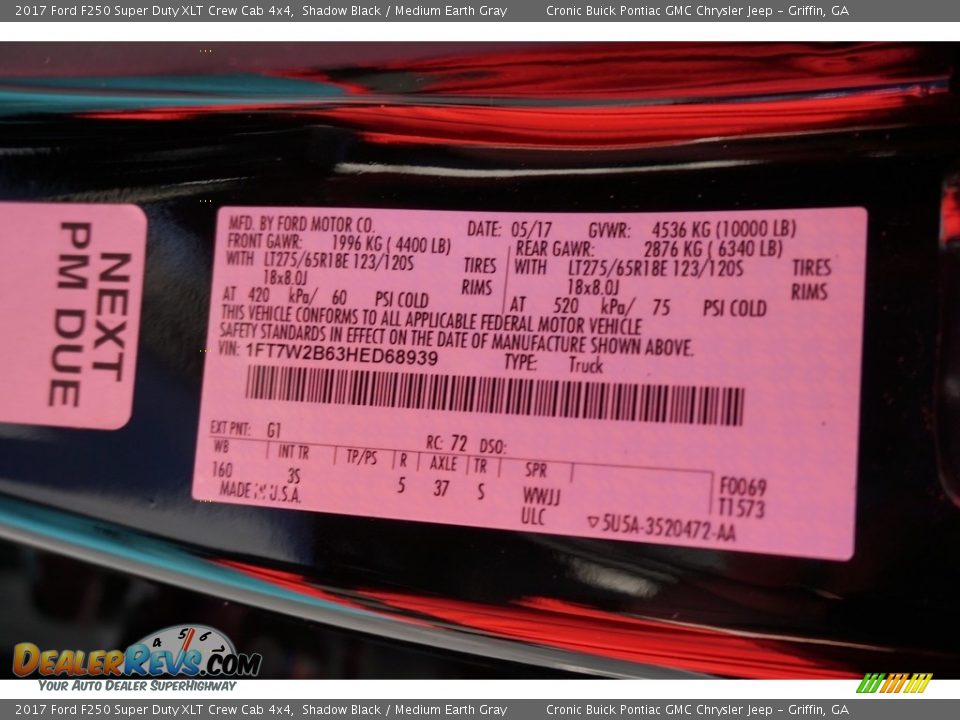 2017 Ford F250 Super Duty XLT Crew Cab 4x4, Shadow Black / Medium Earth Gray Cronic Buick Pontiac GMC Chrysler Jeep – Griffin, GA
NEXT
PM DUE
MFD. BY FORD MOTOR CO. DATE: 05/17 GVWR: 4536 KG (10000 LB)
FRONT GAWR: 1996 KG ( 4400 LB) REAR GAWR: 2876 KG ( 6340 LB)
WITH LT275/65R18E 123/120S TIRES WITH LT275/65R18E 123/120S TIRES
18x8.0J RIMS 18x8.0J RIMS
AT 420 kPa/ 60 PSI COLD AT 520 kPa/ 75 PSI COLD
THIS VEHICLE CONFORMS TO ALL APPLICABLE FEDERAL MOTOR VEHICLE
SAFETY STANDARDS IN EFFECT ON THE DATE OF MANUFACTURE SHOWN ABOVE.
VIN: 1FT7W2B63HED68939 TYPE: Truck
EXT PNT: G1 RC: 72 DSO:
WB INT TR TP/PS R AXLE TR SPR
160 3S 5 37 S WWJJ F0069
MADE IN U.S.A. ULC T1573
▽5U5A-3520472-AA
4 5 6
DEALERREVS.COM
YOUR AUTO DEALER SUPERHIGHWAY
2017 Ford F250 Super Duty XLT Crew Cab 4x4, Shadow Black / Medium Earth Gray Cronic Buick Pontiac GMC Chrysler Jeep – Griffin, GA